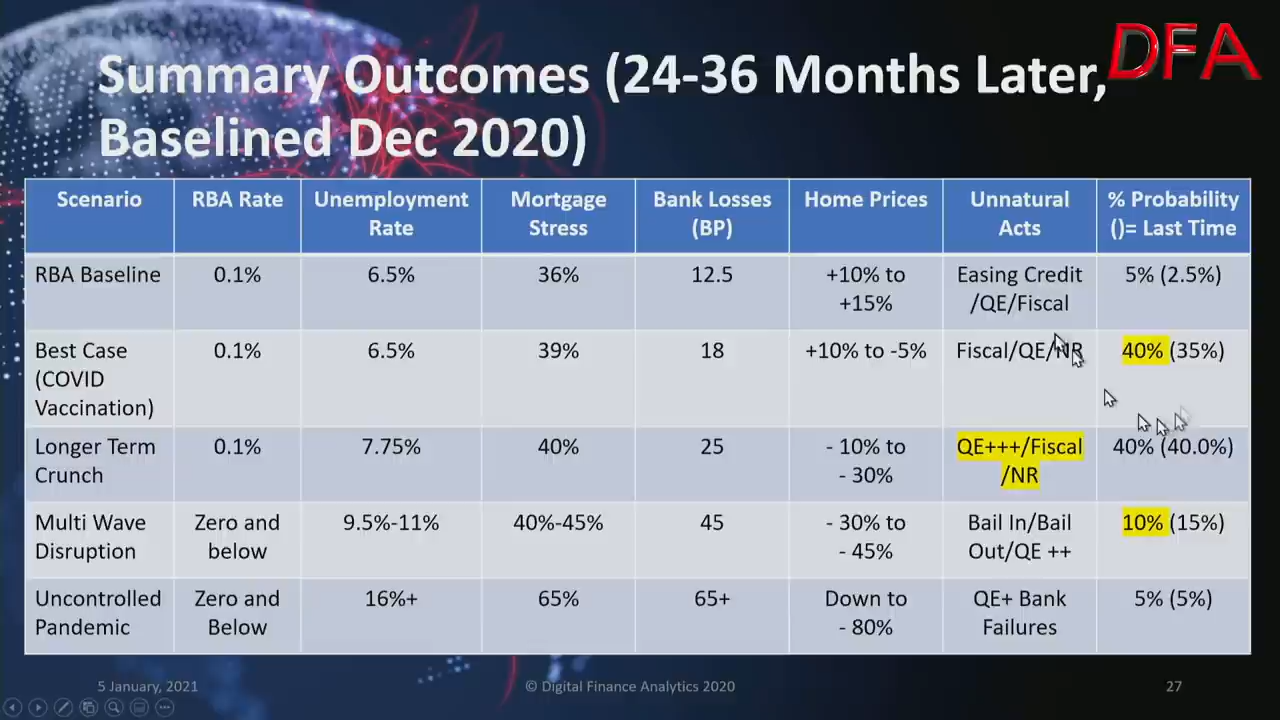 DFA
Summary Outcomes (24-36 Months Later,
Baselined Dec 2020)
Scenario
RBA Rate
Unemployment
Rate
Mortgage
Stress
Bank Losses
(BP)
Home Prices
Unnatural
Acts
% Probability
()= Last Time
RBA Baseline
0.1%
6.5%
36%
12.5
+10% to
+15%
Easing Credit
/QE/Fiscal
5% (2.5%)
Best Case
(COVID
Vaccination)
0.1%
6.5%
39%
18
+10% to -5%
Fiscal/QE/NR
40% (35%)
Longer Term
Crunch
0.1%
7.75%
40%
25
- 10% to
- 30%
QE+++/Fiscal
/NR
40% (40.0%)
Multi Wave
Disruption
Zero and
below
9.5%-11%
40%-45%
45
- 30% to
- 45%
Bail In/Bail
Out/QE ++
10% (15%)
Uncontrolled
Pandemic
Zero and
Below
16%+
65%
65+
Down to
- 80%
QE+ Bank
Failures
5% (5%)
5 January, 2021
© Digital Finance Analytics 2020
27